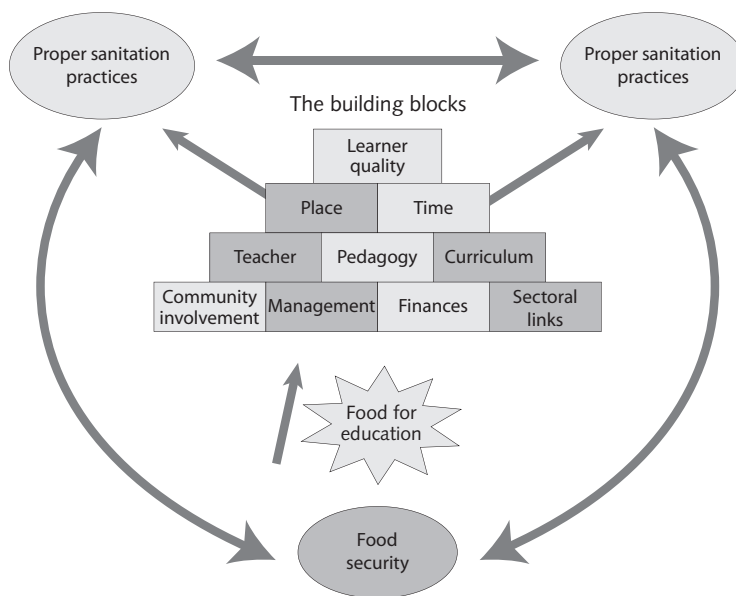 Proper sanitation
practices
Proper sanitation
practices
The building blocks
Learner
quality
Place
Time
Teacher
Pedagogy
Curriculum
Community
involvement
Management
Finances
Sectoral
links
Food for
education
Food
security